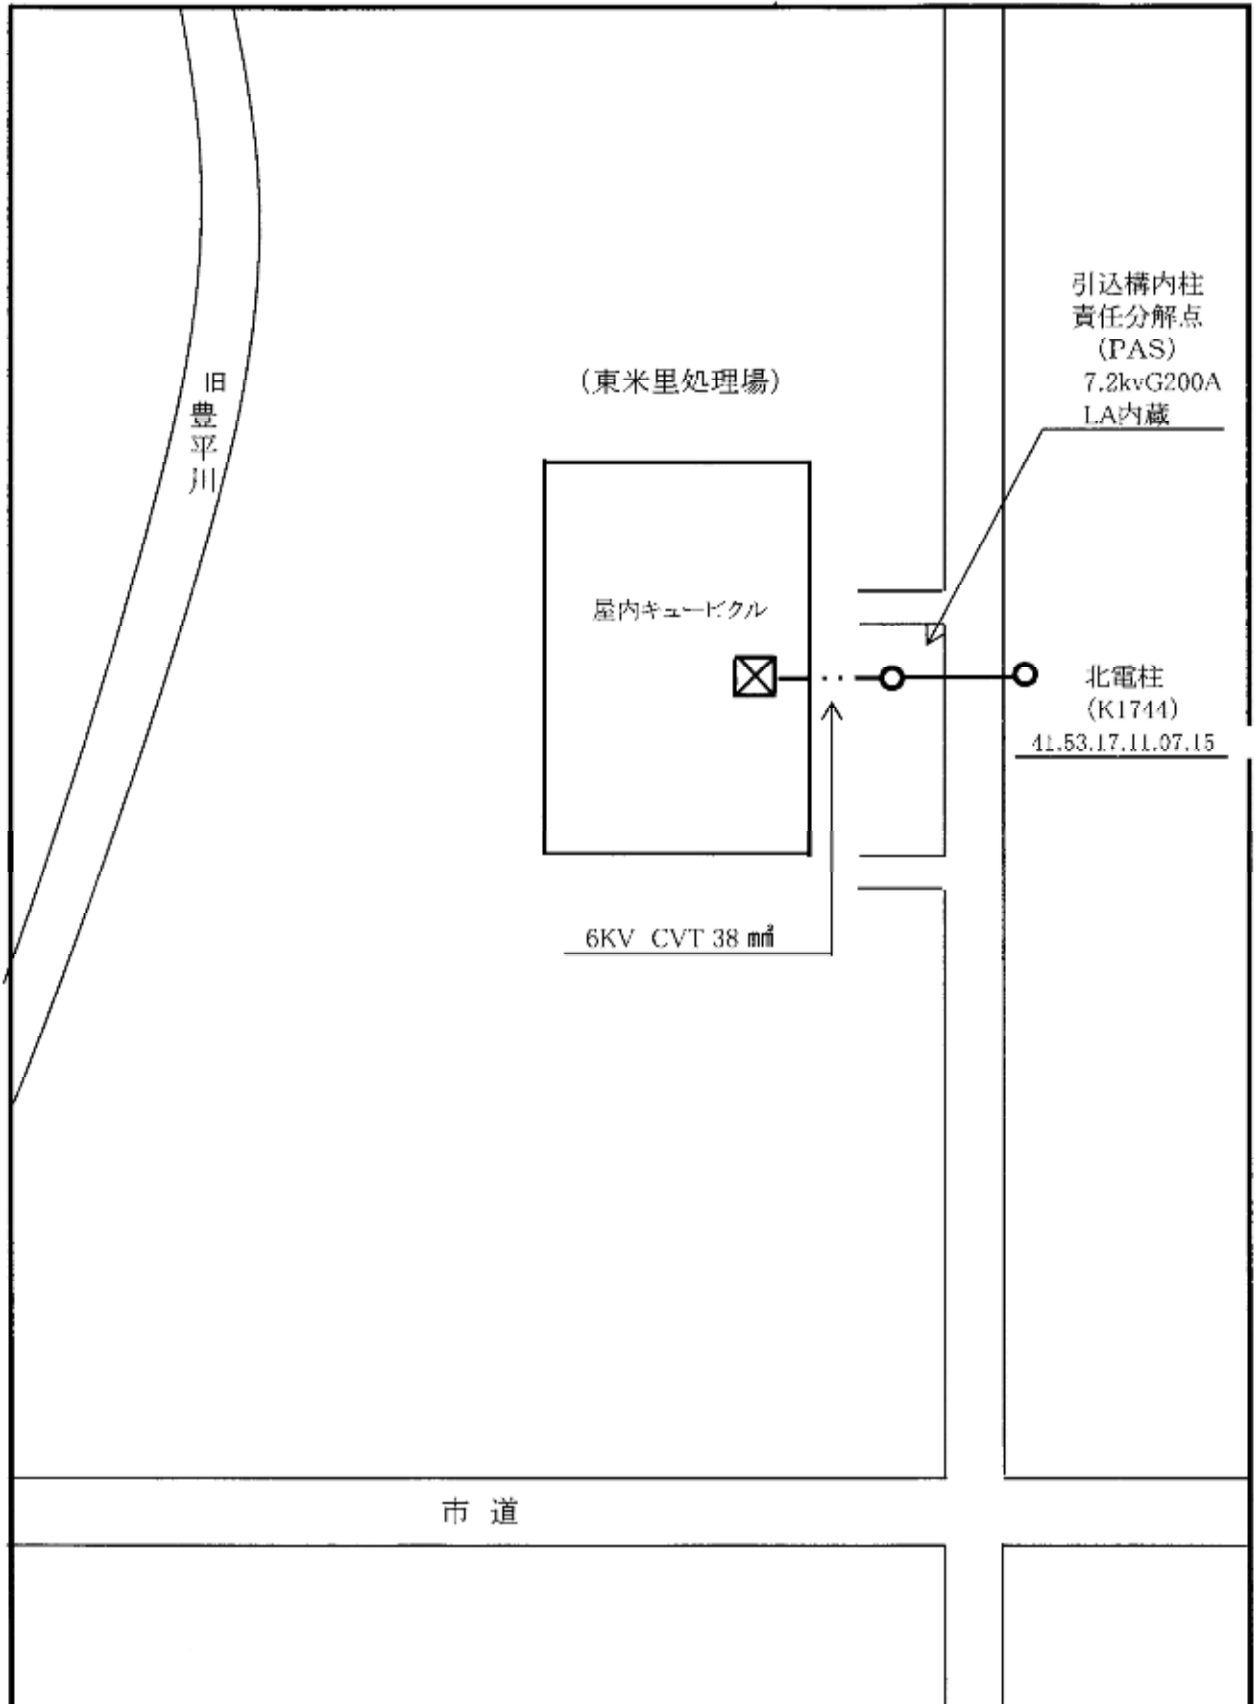 引込構内柱
責任分解点
(PAS)
7.2kvG200A
LA内蔵
(東米里処理場)
旧豊平川
屋内キュービクル
北電柱
(K1744)
41.53.17.11.07.15
6KV CVT 38 ㎟
市 道